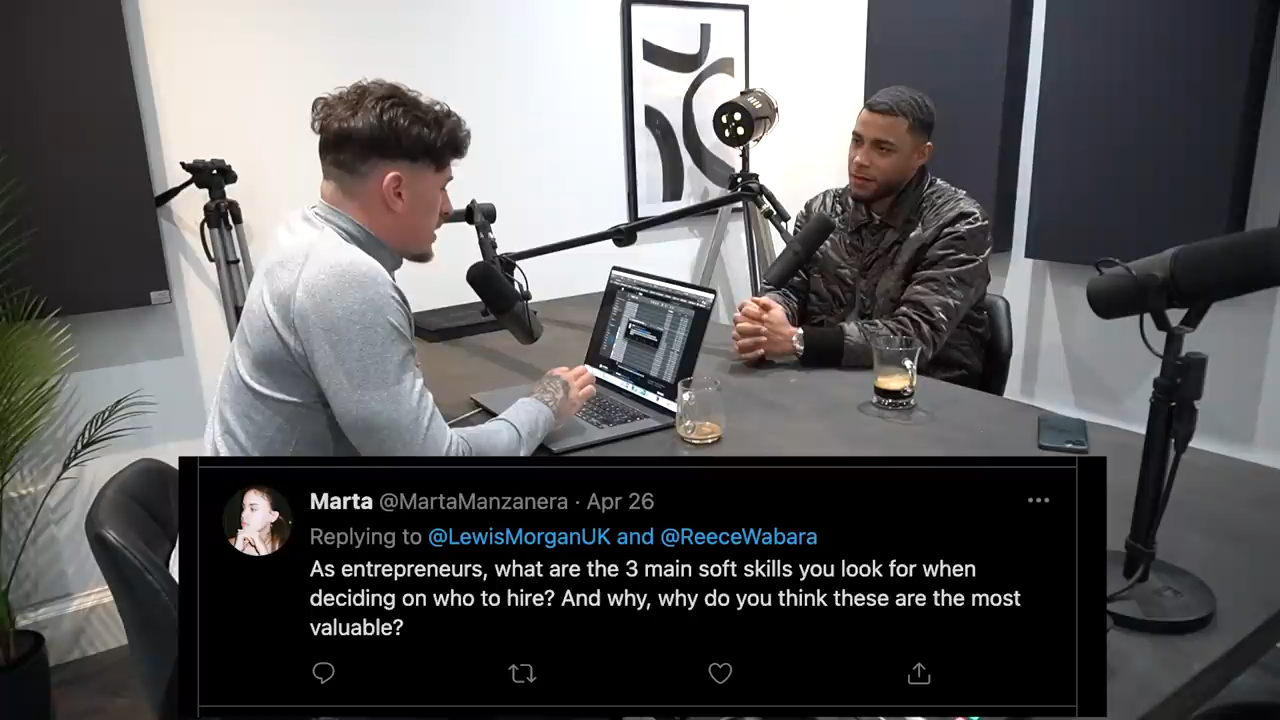 Marta @MartaManzanera · Apr 26
Replying to @LewisMorganUK and @ReeceWabara
As entrepreneurs, what are the 3 main soft skills you look for when
deciding on who to hire? And why, why do you think these are the most
valuable?